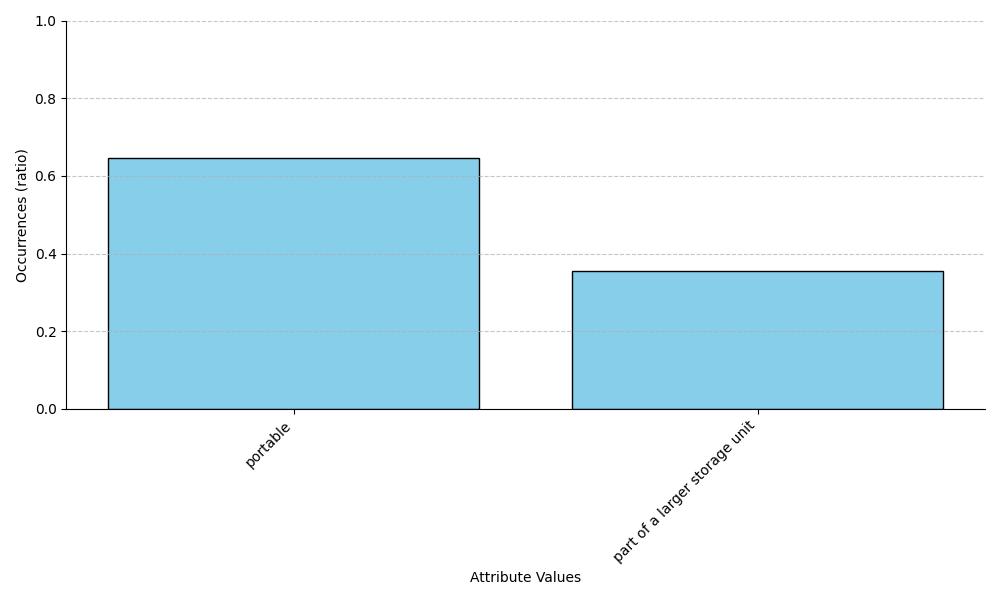 1.0
0.8
0.6
0.4
0.2
0.0
Occurrences (ratio)
portable
part of a larger storage unit
Attribute Values